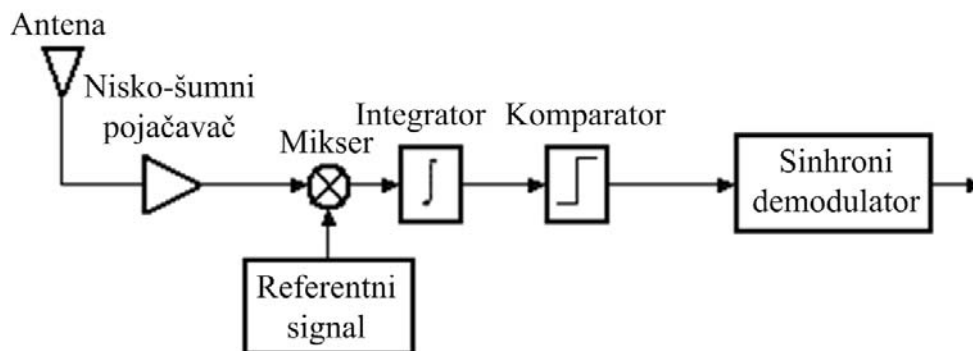 Antena
Nisko-šumni
pojačavač
Mikser
Integrator
Komparator
Sinhroni
demodulator
Referentni
signal